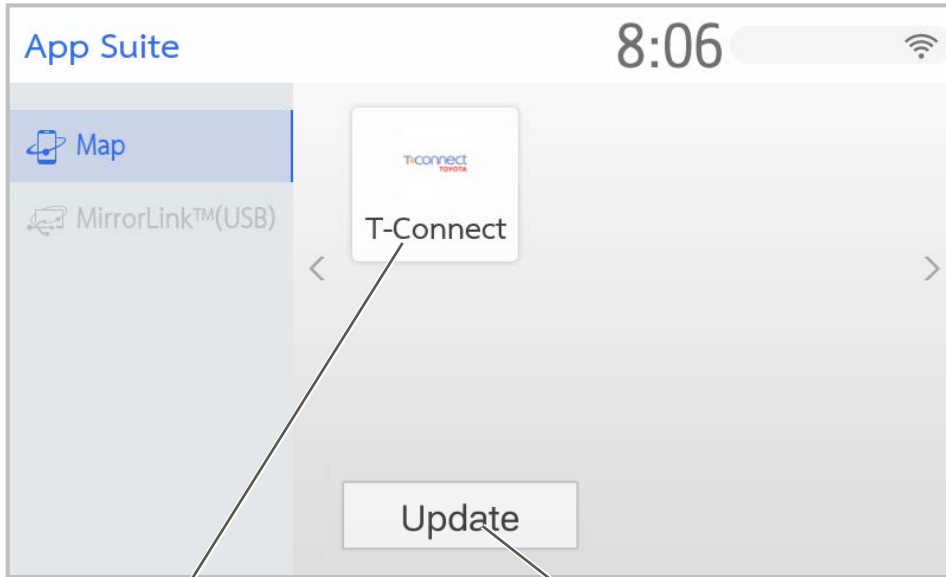 App Suite
8:06
Map
T-CONNECT
TOYOTA
MirrorLink™(USB)
T-Connect
<
>
Update